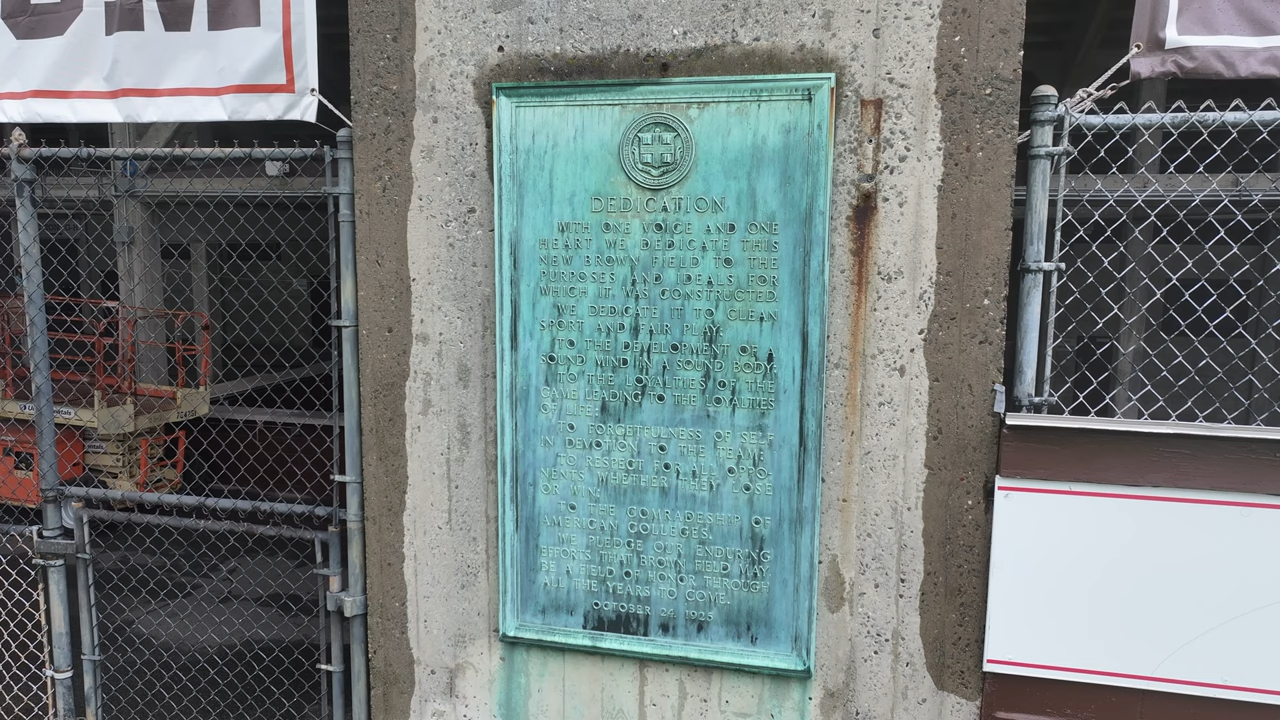 UM
DEDICATION
WITH ONE VOICE AND ONE
HEART WE DEDICATE THIS
NEW BROWN FIELD TO THE
PURPOSES AND IDEALS FOR
WHICH IT WAS CONSTRUCTED.
WE DEDICATE IT TO CLEAN
SPORT AND FAIR PLAY;
TO THE DEVELOPMENT OF A
SOUND MIND IN A SOUND BODY;
TO THE LOYALTIES OF THE
GAME LEADING TO THE LOYALTIES
OF LIFE;
TO FORGETFULNESS OF SELF
IN DEVOTION TO THE TEAM;
TO RESPECT FOR ALL OPPO-
NENTS WHETHER THEY LOSE
OR WIN;
TO THE COMRADESHIP OF
AMERICAN COLLEGES.
WE PLEDGE OUR ENDURING
EFFORTS THAT BROWN FIELD MAY
BE A FIELD OF HONOR THROUGH
ALL THE YEARS TO COME.
OCTOBER 24, 1925